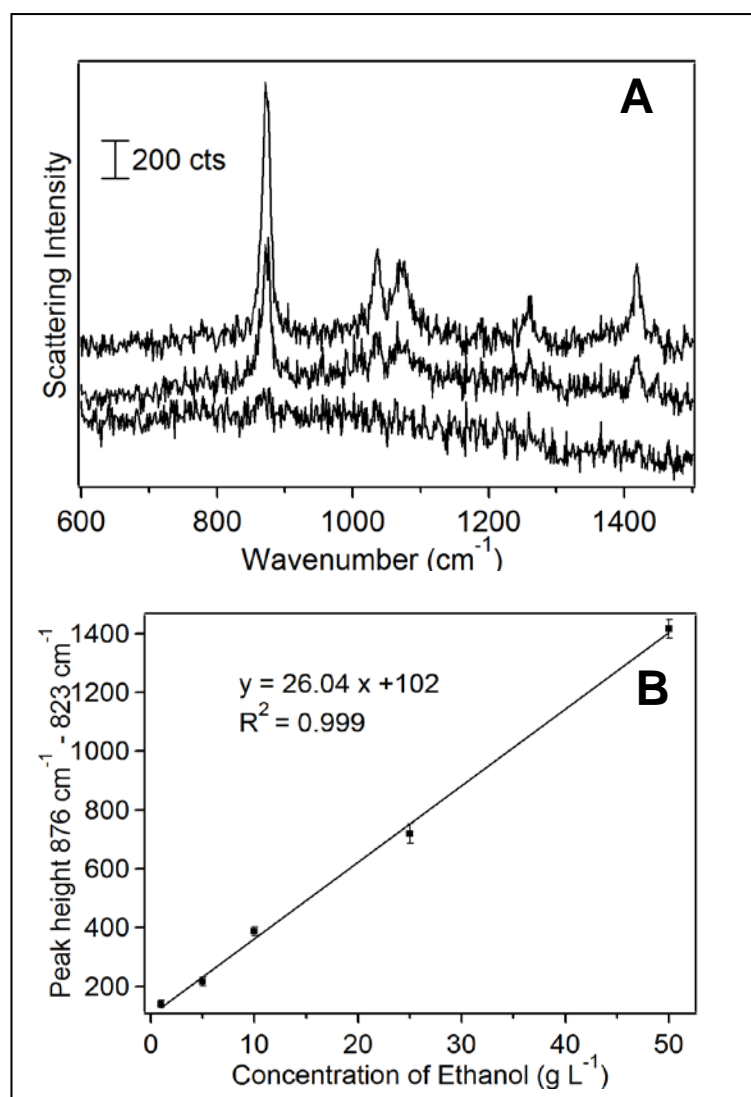 A
200 cts
Scattering Intensity
600 800 1000 1200 1400
Wavenumber (cm⁻¹)
B
y = 26.04 x +102
R² = 0.999
Peak height 876 cm⁻¹ - 823 cm⁻¹
1400
1200
1000
800
600
400
200
0 10 20 30 40 50
Concentration of Ethanol (g L⁻¹)